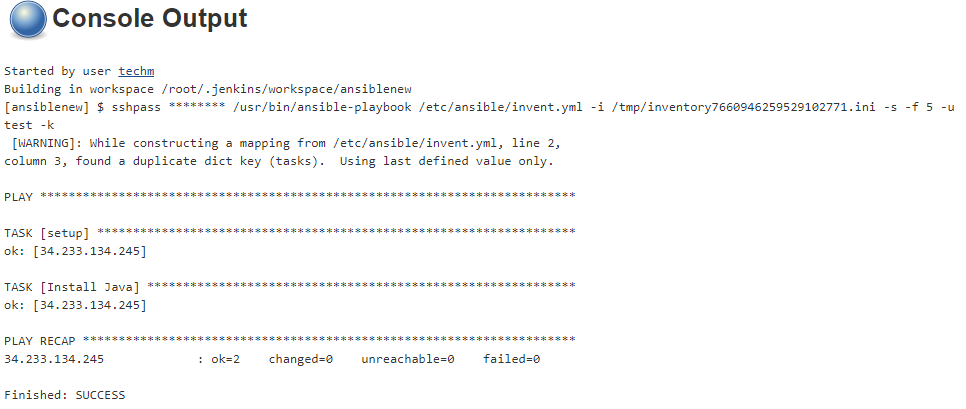 Console Output
Started by user techm
Building in workspace /root/.jenkins/workspace/ansiblenew
[ansiblenew] $ sshpass ******** /usr/bin/ansible-playbook /etc/ansible/invent.yml -i /tmp/inventory7660946259529102771.ini -s -f 5 -u
test -k
[WARNING]: While constructing a mapping from /etc/ansible/invent.yml, line 2,
column 3, found a duplicate dict key (tasks).  Using last defined value only.
PLAY ***************************************************************************
TASK [setup] *******************************************************************
ok: [34.233.134.245]
TASK [Install Java] ************************************************************
ok: [34.233.134.245]
PLAY RECAP *********************************************************************
34.233.134.245             : ok=2    changed=0    unreachable=0    failed=0
Finished: SUCCESS